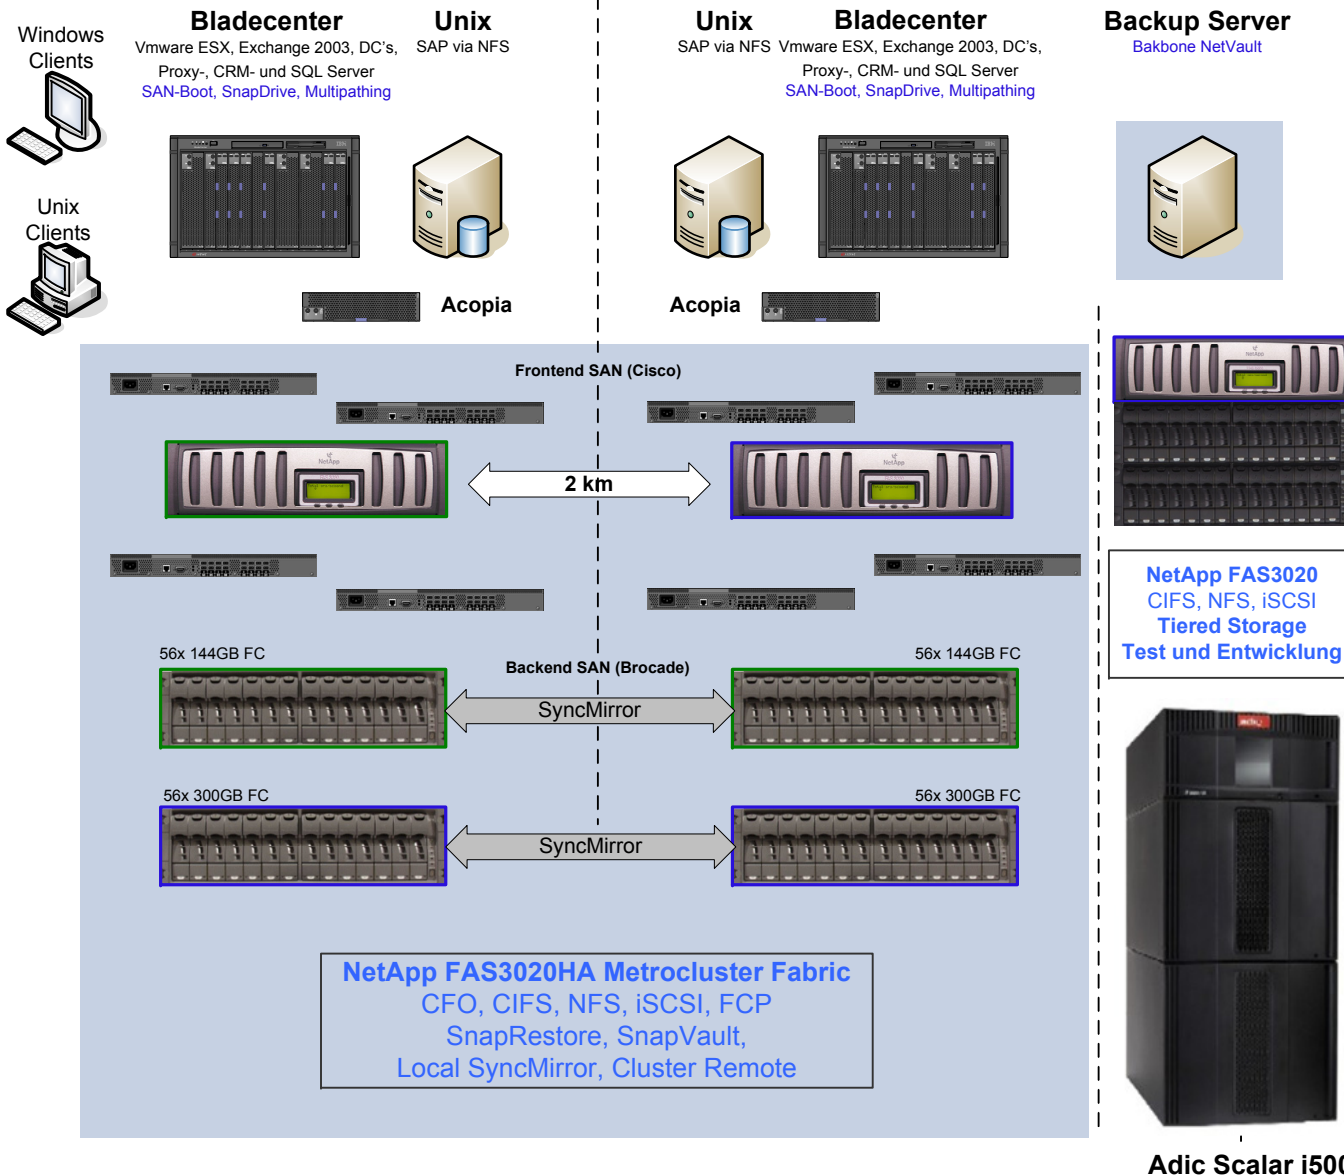 Windows
Clients
Bladecenter
Vmware ESX, Exchange 2003, DC's,
Proxy-, CRM- und SQL Server
SAN-Boot, SnapDrive, Multipathing
Unix
SAP via NFS
Unix
SAP via NFS
Bladecenter
Vmware ESX, Exchange 2003, DC's,
Proxy-, CRM- und SQL Server
SAN-Boot, SnapDrive, Multipathing
Backup Server
Bakbone NetVault
Unix
Clients
Acopia
Acopia
Frontend SAN (Cisco)
NetApp
2 km
NetApp
NetApp
NetApp FAS3020
CIFS, NFS, iSCSI
Tiered Storage
Test und Entwicklung
56x 144GB FC
Backend SAN (Brocade)
56x 144GB FC
SyncMirror
56x 300GB FC
56x 300GB FC
SyncMirror
NetApp FAS3020HA Metrocluster Fabric
CFO, CIFS, NFS, iSCSI, FCP
SnapRestore, SnapVault,
Local SyncMirror, Cluster Remote
Adic Scalar i500